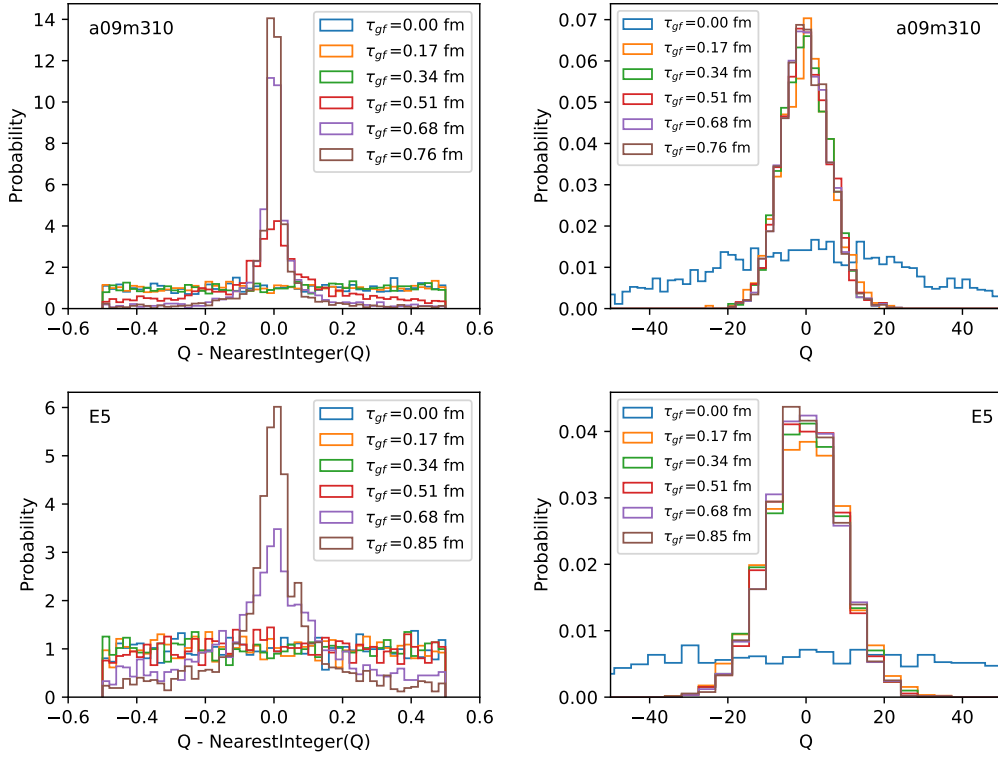 a09m310
τgf=0.00 fm
τgf=0.17 fm
τgf=0.34 fm
τgf=0.51 fm
τgf=0.68 fm
τgf=0.76 fm
Probability
14
12
10
8
6
4
2
0
−0.6 −0.4 −0.2 0.0 0.2 0.4 0.6
Q - NearestInteger(Q)
a09m310
τgf=0.00 fm
τgf=0.17 fm
τgf=0.34 fm
τgf=0.51 fm
τgf=0.68 fm
τgf=0.76 fm
Probability
0.07
0.06
0.05
0.04
0.03
0.02
0.01
0.00
−40 −20 0 20 40
Q
E5
τgf=0.00 fm
τgf=0.17 fm
τgf=0.34 fm
τgf=0.51 fm
τgf=0.68 fm
τgf=0.85 fm
Probability
6
5
4
3
2
1
0
−0.6 −0.4 −0.2 0.0 0.2 0.4 0.6
Q - NearestInteger(Q)
E5
τgf=0.00 fm
τgf=0.17 fm
τgf=0.34 fm
τgf=0.51 fm
τgf=0.68 fm
τgf=0.85 fm
Probability
0.04
0.03
0.02
0.01
0.00
−40 −20 0 20 40
Q